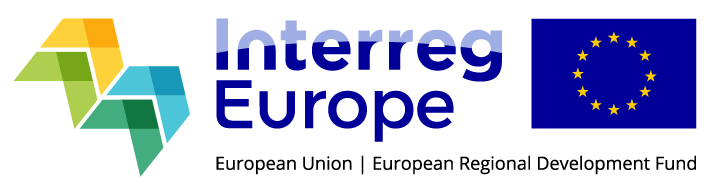 Interreg
Europe
European Union | European Regional Development Fund